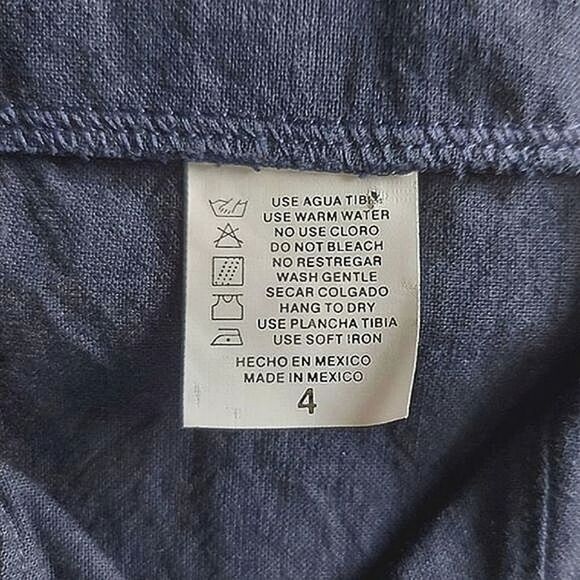 USE AGUA TIBIA
USE WARM WATER
NO USE CLORO
DO NOT BLEACH
NO RESTREGAR
WASH GENTLE
SECAR COLGADO
HANG TO DRY
USE PLANCHA TIBIA
USE SOFT IRON
HECHO EN MEXICO
MADE IN MEXICO
4